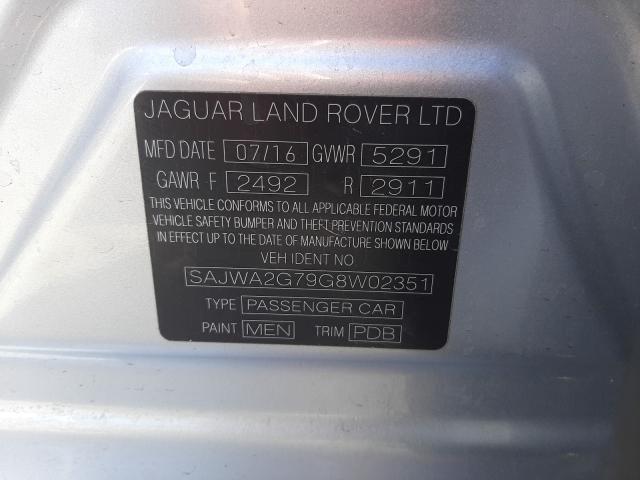 JAGUAR LAND ROVER LTD
MFD DATE 07/16 GVWR 5291
GAWR F 2492 R 2911
THIS VEHICLE CONFORMS TO ALL APPLICABLE FEDERAL MOTOR
VEHICLE SAFETY BUMPER AND THEFT PREVENTION STANDARDS
IN EFFECT UP TO THE DATE OF MANUFACTURE SHOWN BELOW
VEH IDENT NO
SAJWA2G79G8W02351
TYPE PASSENGER CAR
PAINT MEN TRIM PDB